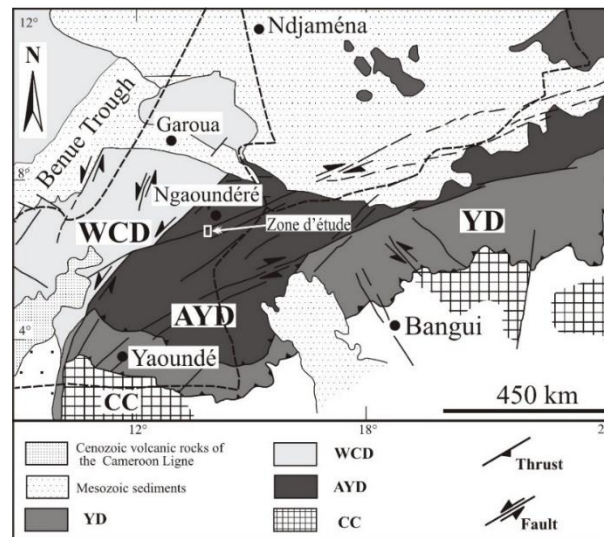 12°
Ndjaména
N
Benue Trough
Garoua
8°
Ngaoundéré
WCD
Zone d'étude
YD
AYD
4°
Bangui
Yaoundé
CC
450 km
12°
18°
2
Cenozoic volcanic rocks of
the Cameroon Ligne
WCD
Thrust
Mesozoic sediments
AYD
YD
CC
Fault